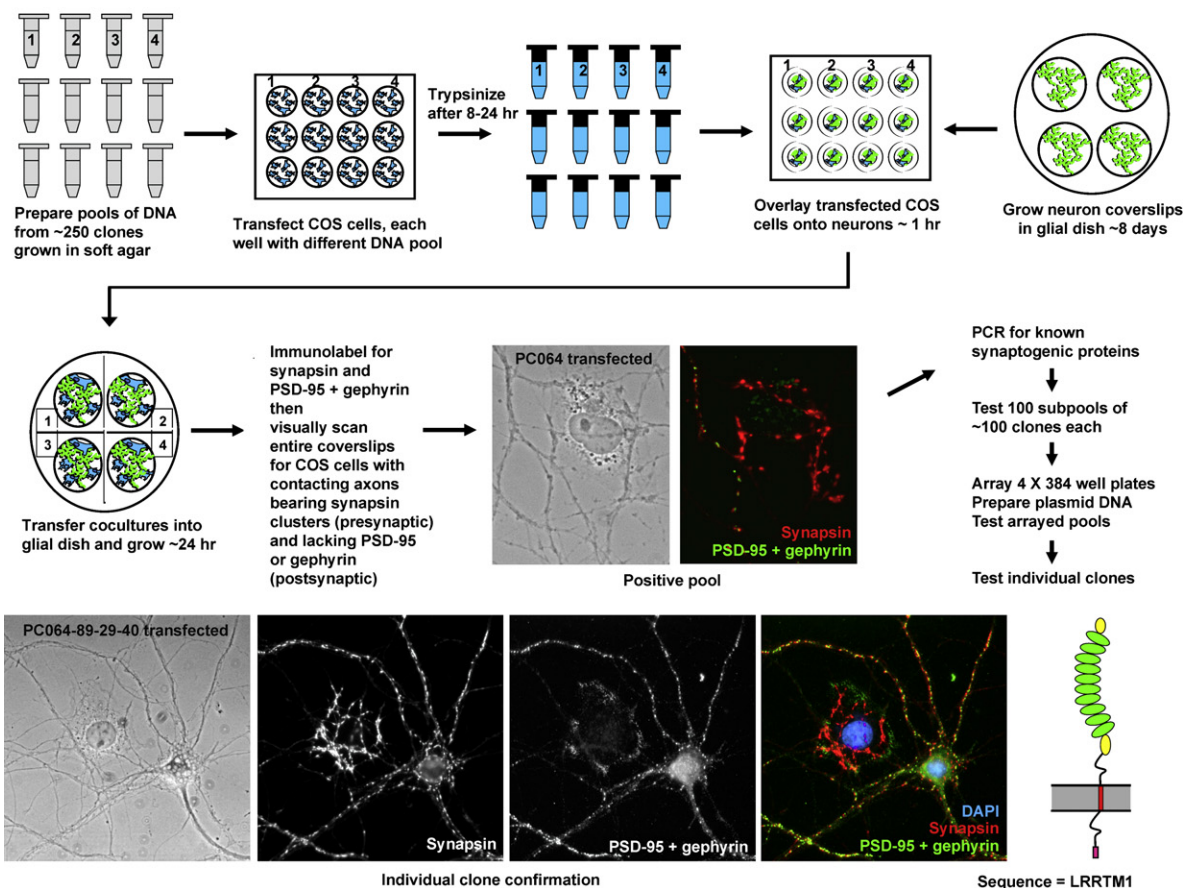 1 2 3 4
Prepare pools of DNA
from ~250 clones
grown in soft agar
1 2 3 4
Transfect COS cells, each
well with different DNA pool
Trypsinize
after 8-24 hr
1 2 3 4
1 2 3 4
Overlay transfected COS
cells onto neurons ~ 1 hr
Grow neuron coverslips
in glial dish ~8 days
1 2
3 4
Transfer cocultures into
glial dish and grow ~24 hr
Immunolabel for
synapsin and
PSD-95 + gephyrin
then
visually scan
entire coverslips
for COS cells with
contacting axons
bearing synapsin
clusters (presynaptic)
and lacking PSD-95
or gephyrin
(postsynaptic)
PC064 transfected
Synapsin
PSD-95 + gephyrin
Positive pool
PCR for known
synaptogenic proteins
Test 100 subpools of
~100 clones each
Array 4 X 384 well plates
Prepare plasmid DNA
Test arrayed pools
Test individual clones
PC064-89-29-40 transfected
Synapsin
PSD-95 + gephyrin
DAPI
Synapsin
PSD-95 + gephyrin
Individual clone confirmation
Sequence = LRRTM1